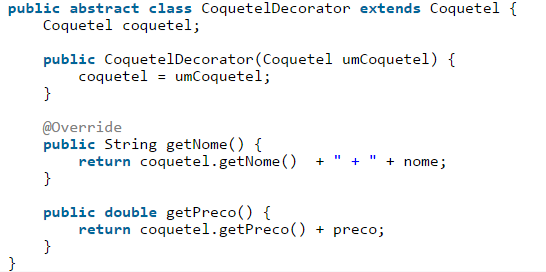 public abstract class CoquetelDecorator extends Coquetel {
    Coquetel coquetel;

    public CoquetelDecorator(Coquetel umCoquetel) {
        coquetel = umCoquetel;
    }

    @Override
    public String getNome() {
        return coquetel.getNome()  + " + " + nome;
    }

    public double getPreco() {
        return coquetel.getPreco() + preco;
    }
}